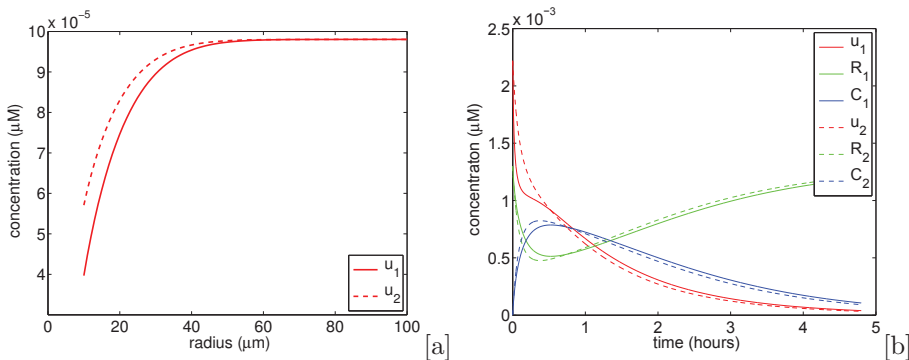 x 10⁻⁵
10
9
8
7
6
5
4
0
20
40
60
80
100
concentration (μM)
radius (μm)
u₁
u₂
[a]
x 10⁻³
2.5
2
1.5
1
0.5
0
0
1
2
3
4
5
concentraton (μM)
time (hours)
u₁
R₁
C₁
u₂
R₂
C₂
[b]